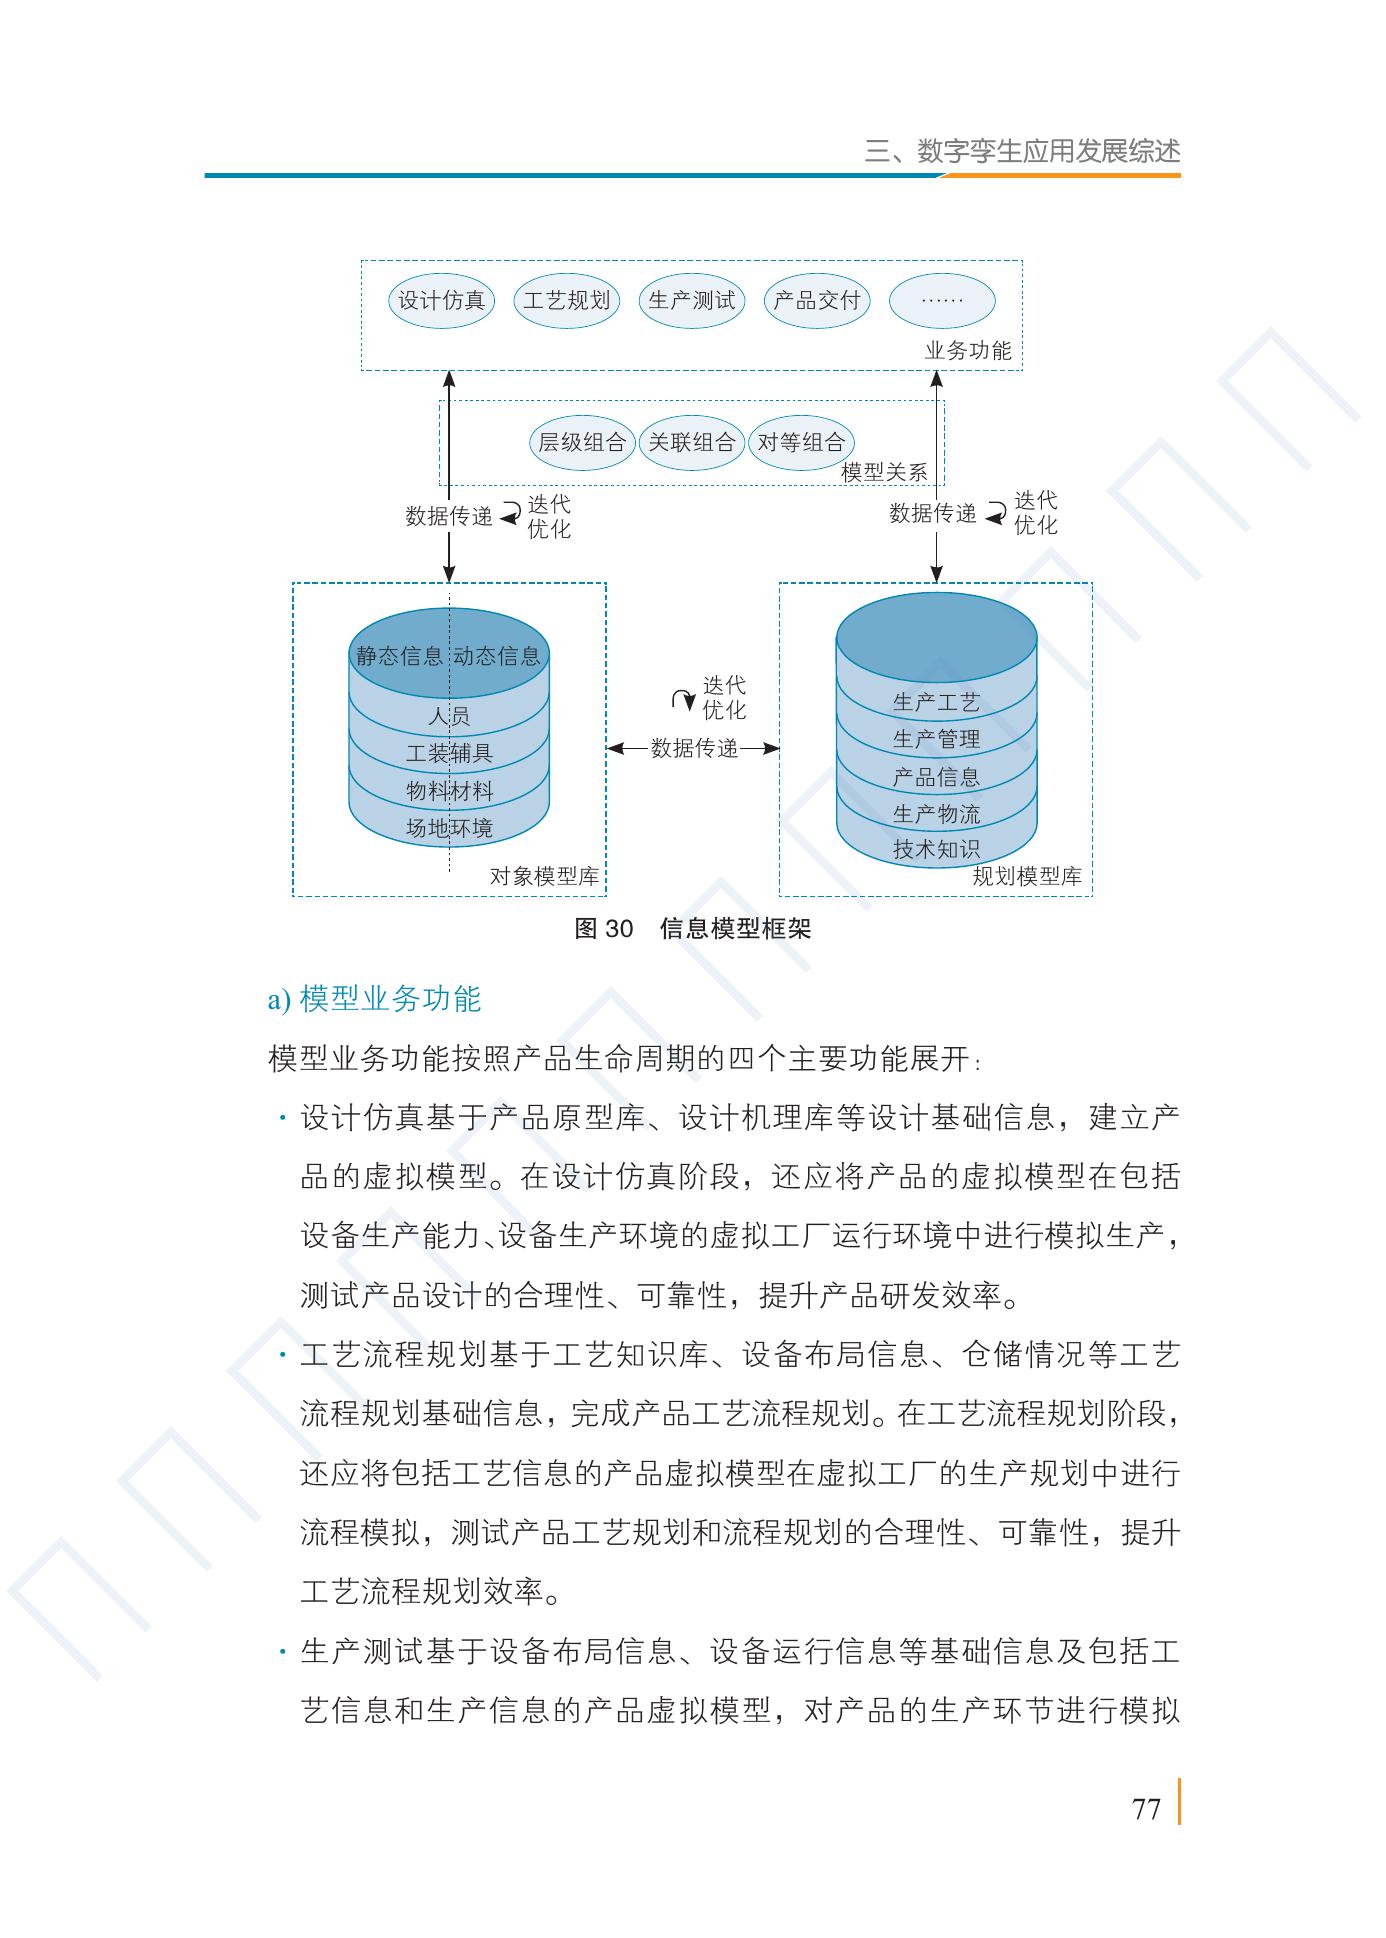 三、数字孪生应用发展综述
设计仿真 工艺规划 生产测试 产品交付 ……
业务功能
层级组合 关联组合 对等组合
模型关系
数据传递 迭代
优化
数据传递 迭代
优化
静态信息 动态信息
人员
工装辅具
物料材料
场地环境
对象模型库
迭代
优化
数据传递
生产工艺
生产管理
产品信息
生产物流
技术知识
规划模型库
图 30 信息模型框架
a) 模型业务功能
模型业务功能按照产品生命周期的四个主要功能展开：
· 设计仿真基于产品原型库、设计机理库等设计基础信息，建立产
品的虚拟模型。在设计仿真阶段，还应将产品的虚拟模型在包括
设备生产能力、设备生产环境的虚拟工厂运行环境中进行模拟生产，
测试产品设计的合理性、可靠性，提升产品研发效率。
· 工艺流程规划基于工艺知识库、设备布局信息、仓储情况等工艺
流程规划基础信息，完成产品工艺流程规划。在工艺流程规划阶段，
还应将包括工艺信息的产品虚拟模型在虚拟工厂的生产规划中进行
流程模拟，测试产品工艺规划和流程规划的合理性、可靠性，提升
工艺流程规划效率。
· 生产测试基于设备布局信息、设备运行信息等基础信息及包括工
艺信息和生产信息的产品虚拟模型，对产品的生产环节进行模拟
77